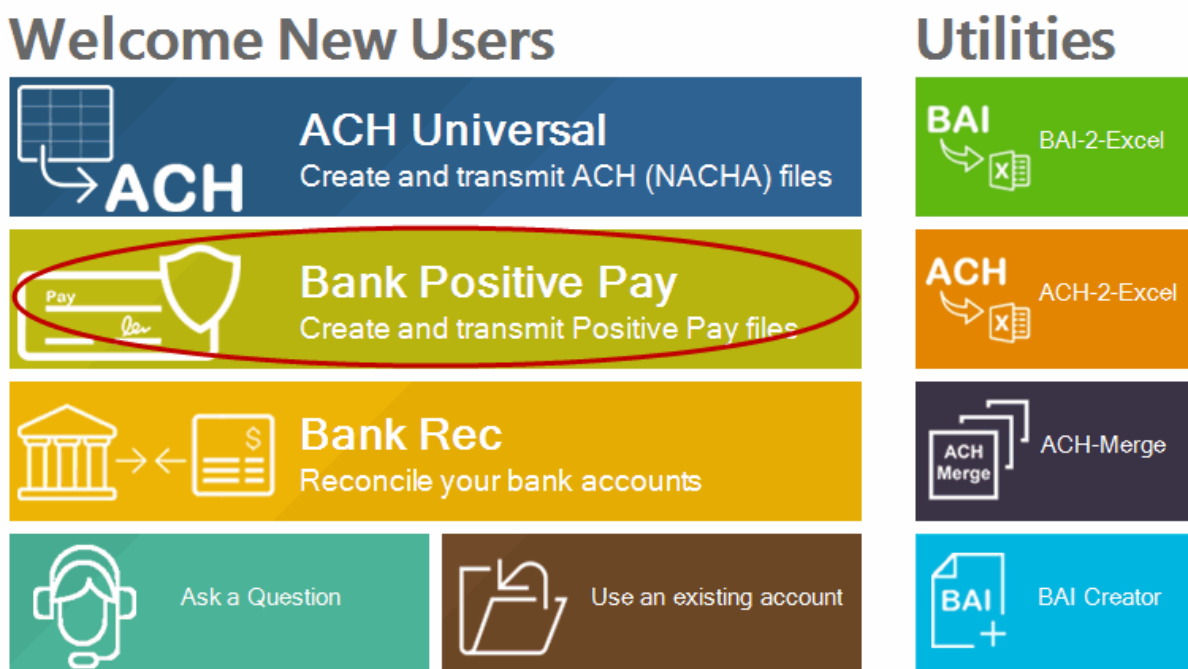 Welcome New Users
ACH
ACH Universal
Create and transmit ACH (NACHA) files
Pay
Bank Positive Pay
Create and transmit Positive Pay files
$
Bank Rec
Reconcile your bank accounts
Ask a Question
Use an existing account
Utilities
BAI
X
BAI-2-Excel
ACH
X
ACH-2-Excel
ACH
Merge
ACH-Merge
BAI
BAI Creator